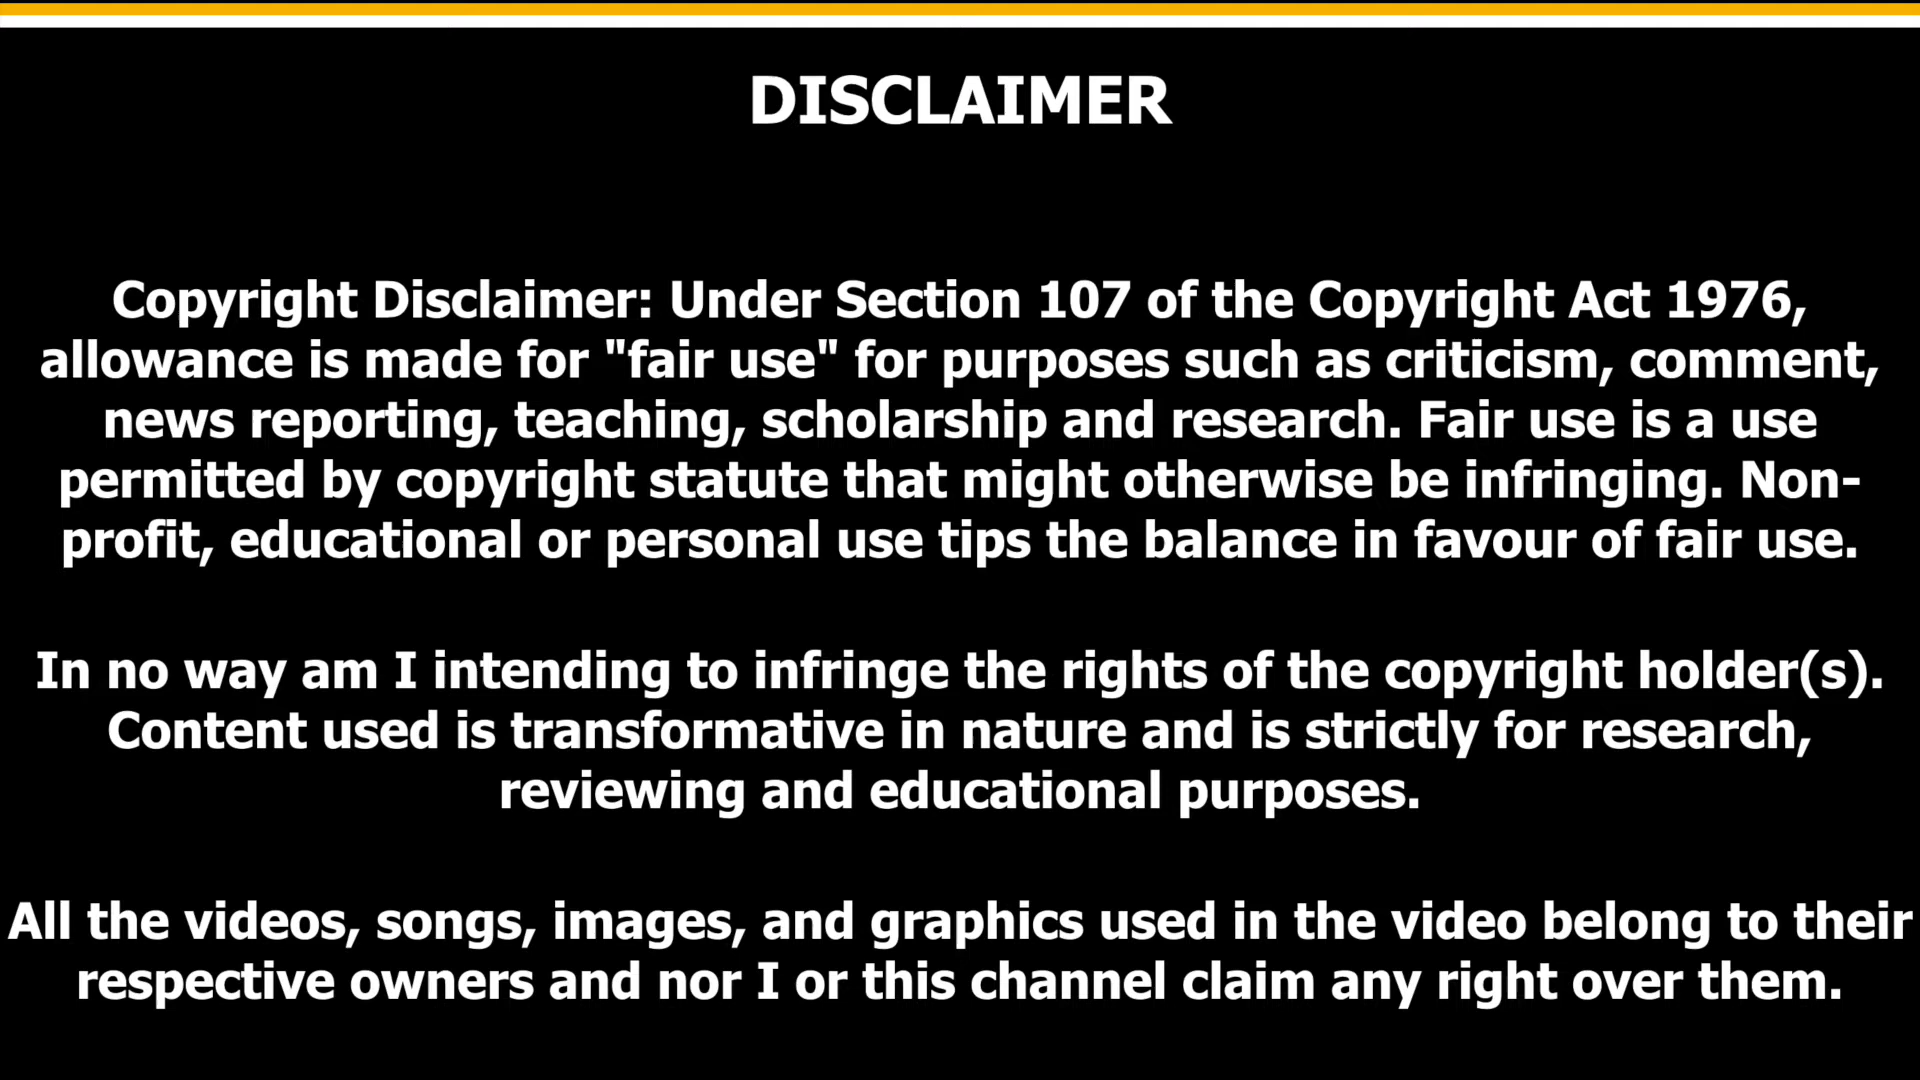 DISCLAIMER
Copyright Disclaimer: Under Section 107 of the Copyright Act 1976,
allowance is made for "fair use" for purposes such as criticism, comment,
news reporting, teaching, scholarship and research. Fair use is a use
permitted by copyright statute that might otherwise be infringing. Non-
profit, educational or personal use tips the balance in favour of fair use.
In no way am I intending to infringe the rights of the copyright holder(s).
Content used is transformative in nature and is strictly for research,
reviewing and educational purposes.
All the videos, songs, images, and graphics used in the video belong to their
respective owners and nor I or this channel claim any right over them.